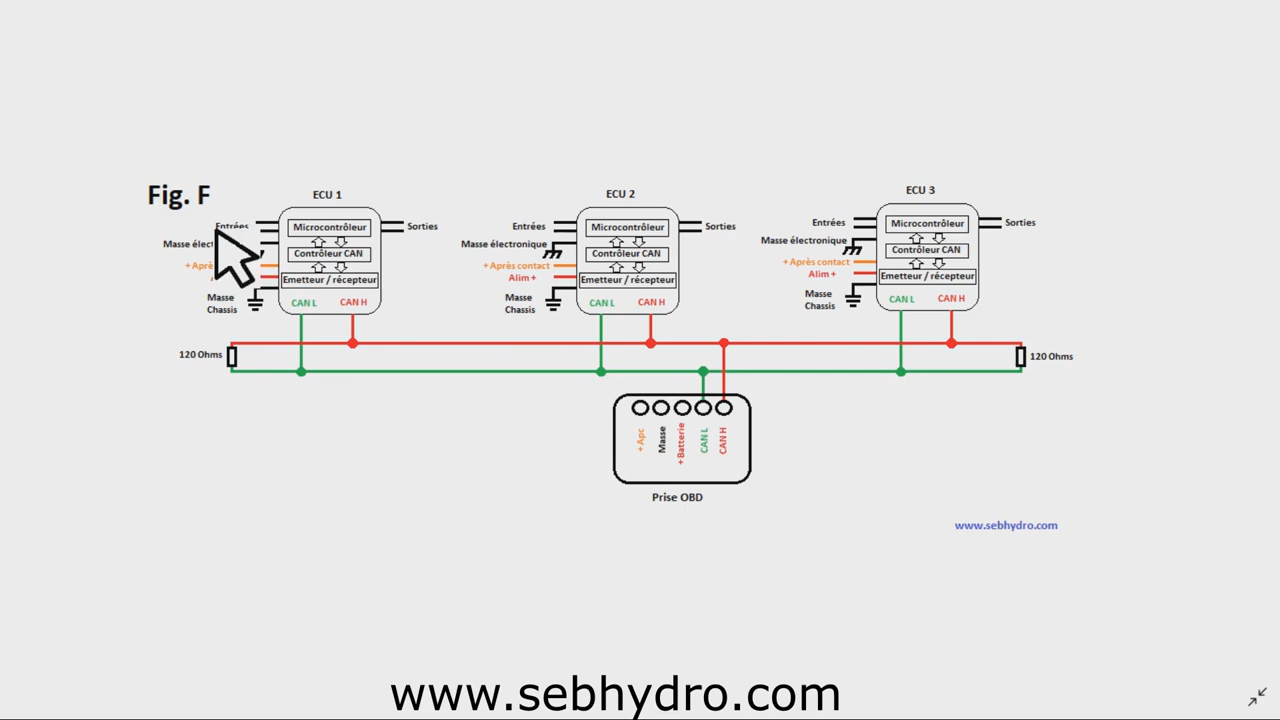 Fig. F
ECU 1
Entrées
Masse élect
+ Aprè
Masse
Chassis
Microcontrôleur
Contrôleur CAN
Emetteur / récepteur
CAN L
CAN H
Sorties
ECU 2
Entrées
Masse électronique
+ Après contact
Alim +
Masse
Chassis
Microcontrôleur
Contrôleur CAN
Emetteur / récepteur
CAN L
CAN H
Sorties
ECU 3
Entrées
Masse électronique
+ Après contact
Alim +
Masse
Chassis
Microcontrôleur
Contrôleur CAN
Emetteur / récepteur
CAN L
CAN H
Sorties
120 Ohms
120 Ohms
+ Apc
Masse
+ Batterie
CAN L
CAN H
Prise OBD
www.sebhydro.com
www.sebhydro.com